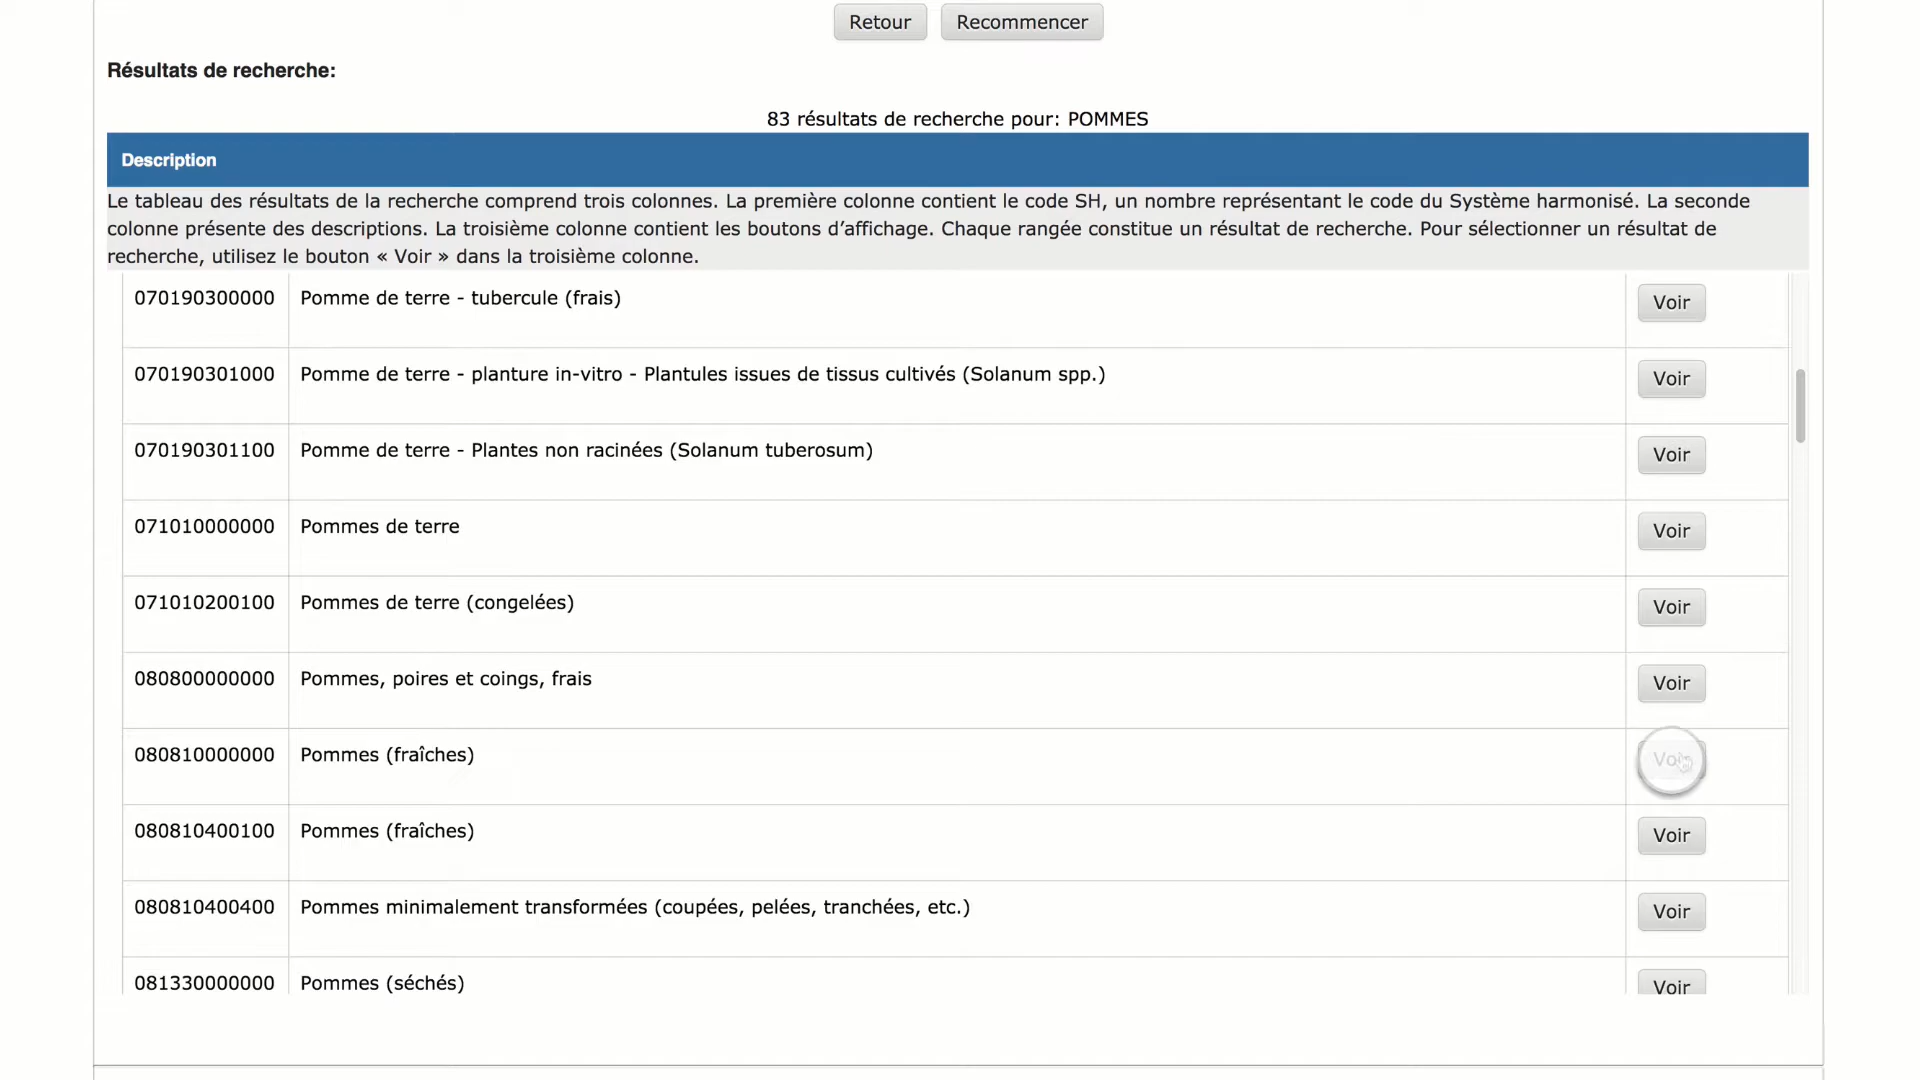 Retour Recommencer
Résultats de recherche:
83 résultats de recherche pour: POMMES
Description
Le tableau des résultats de la recherche comprend trois colonnes. La première colonne contient le code SH, un nombre représentant le code du Système harmonisé. La seconde
colonne présente des descriptions. La troisième colonne contient les boutons d’affichage. Chaque rangée constitue un résultat de recherche. Pour sélectionner un résultat de
recherche, utilisez le bouton « Voir » dans la troisième colonne.
070190300000 Pomme de terre - tubercule (frais) Voir
070190301000 Pomme de terre - planture in-vitro - Plantules issues de tissus cultivés (Solanum spp.) Voir
070190301100 Pomme de terre - Plantes non racinées (Solanum tuberosum) Voir
071010000000 Pommes de terre Voir
071010200100 Pommes de terre (congelées) Voir
080800000000 Pommes, poires et coings, frais Voir
080810000000 Pommes (fraîches) Voir
080810400100 Pommes (fraîches) Voir
080810400400 Pommes minimalement transformées (coupées, pelées, tranchées, etc.) Voir
081330000000 Pommes (séchés) Voir